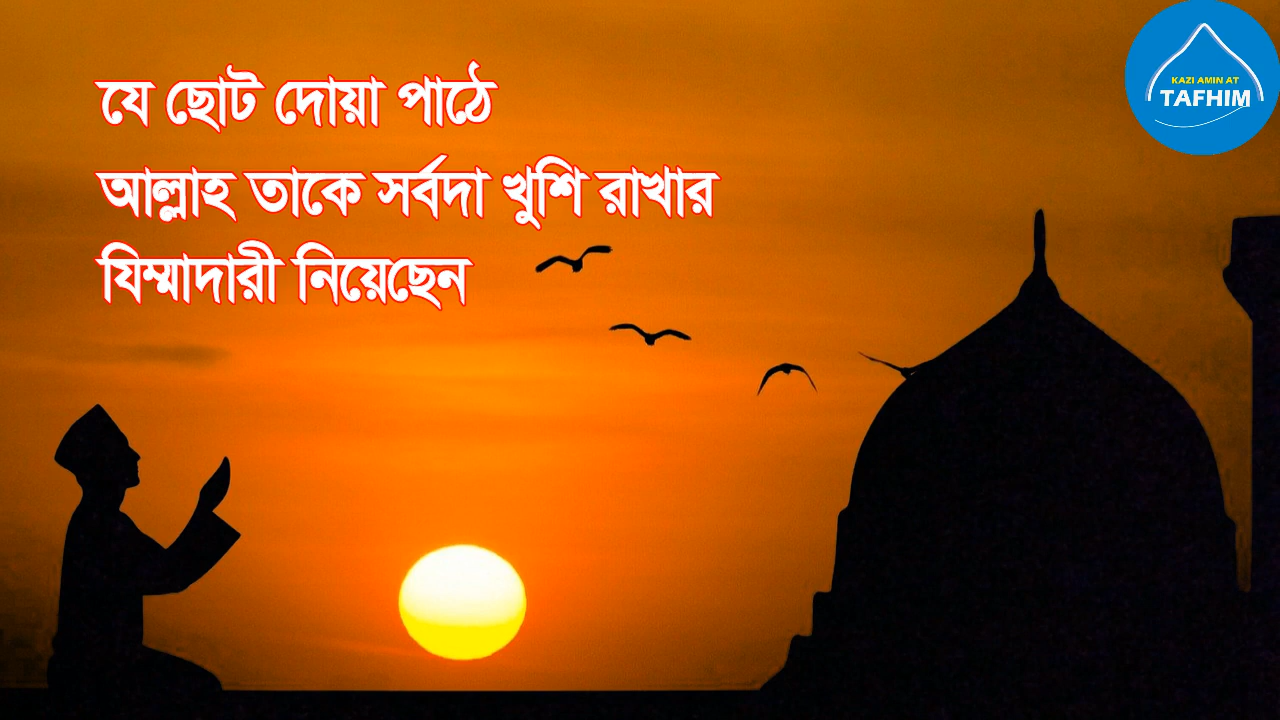 যে ছোট দোয়া পাঠে
আল্লাহ তাকে সর্বদা খুশি রাখার
যিম্মাদারী নিয়েছেন
KAZI AMIN AT
TAFHIM